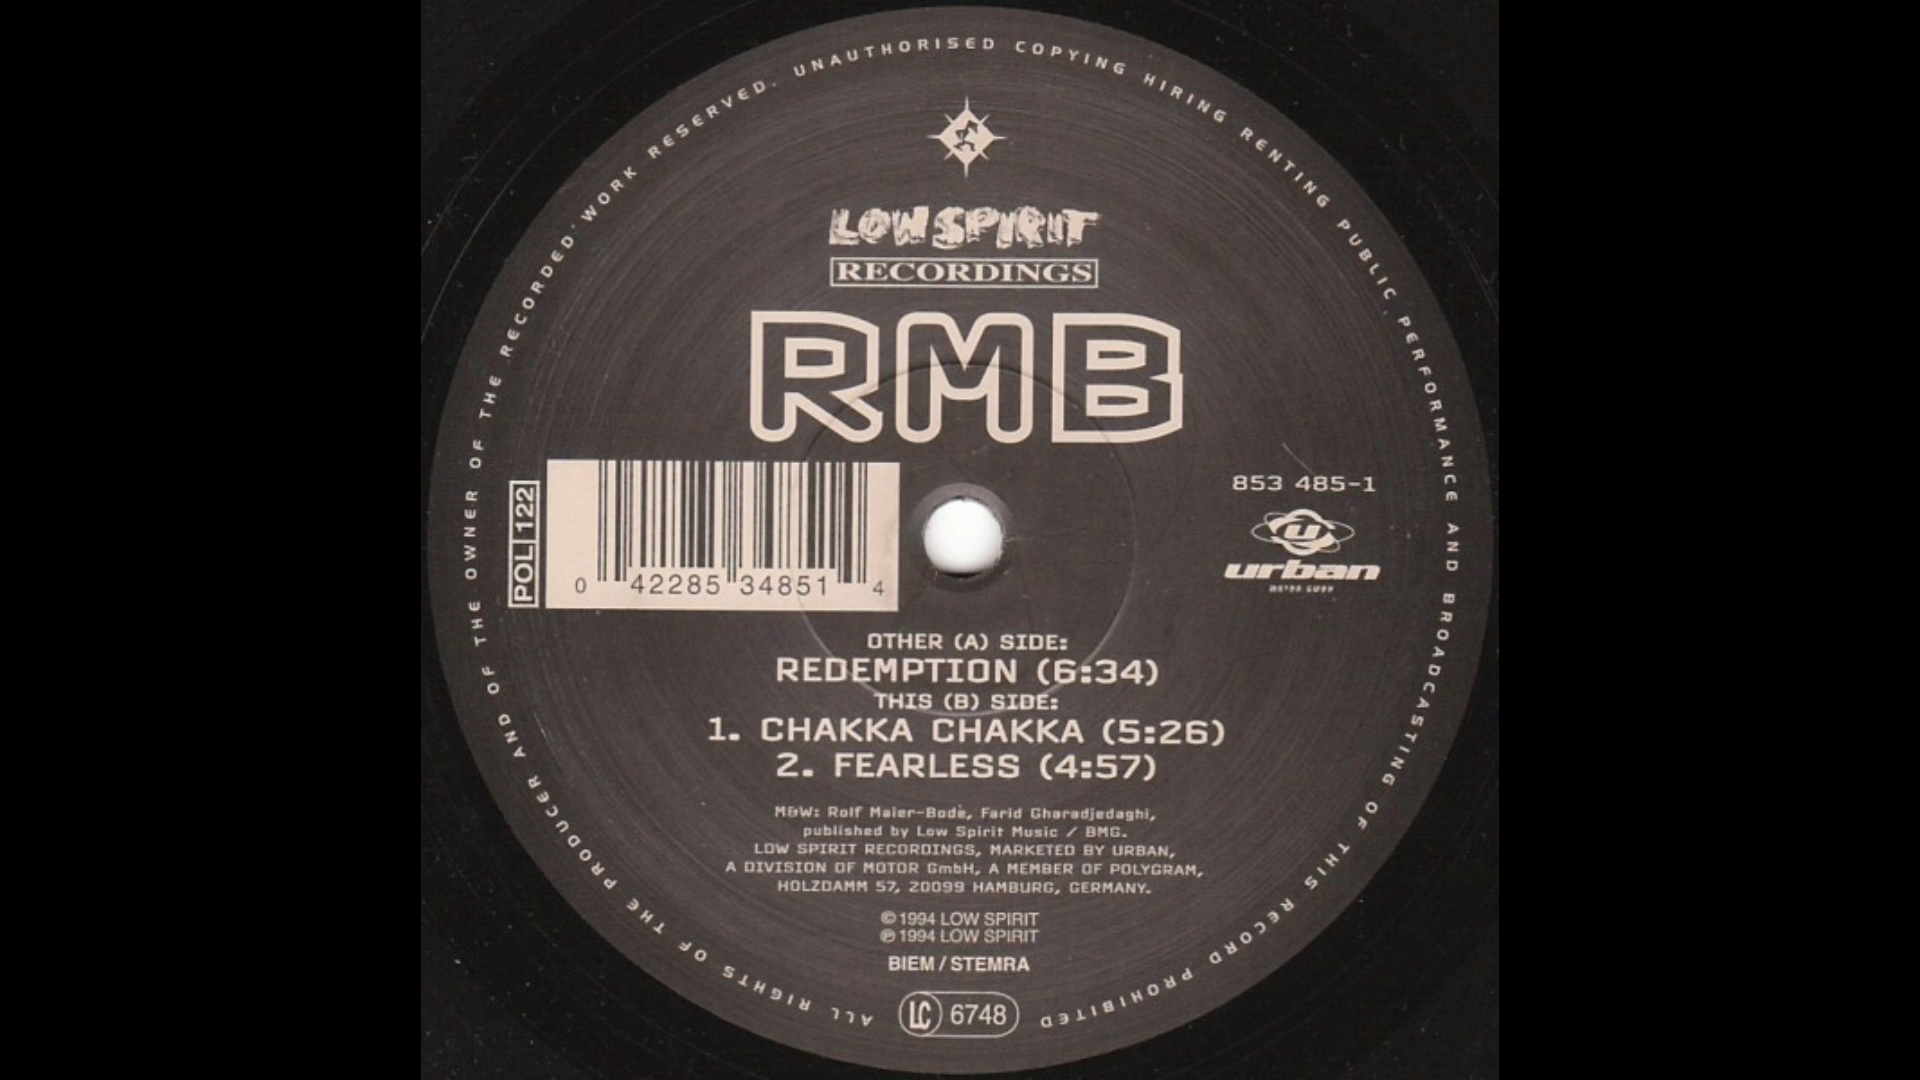 ALL RIGHTS OF THE PRODUCER AND OF THE OWNER OF THE RECORDED WORK RESERVED. UNAUTHORISED COPYING HIRING RENTING PUBLIC PERFORMANCE AND BROADCASTING OF THIS RECORD PROHIBITED
LOW SPIRIT
RECORDINGS
RMB
POL 122
0 42285 34851 4
853 485-1
u
urban
OTHER (A) SIDE:
REDEMPTION (6:34)
THIS (B) SIDE:
1. CHAKKA CHAKKA (5:26)
2. FEARLESS (4:57)
M&W: Rolf Maier-Bode, Farid Gharadjedaghi,
published by Low Spirit Music / BMG.
LOW SPIRIT RECORDINGS, MARKETED BY URBAN,
A DIVISION OF MOTOR GmbH, A MEMBER OF POLYGRAM,
HOLZDAMM 57, 20099 HAMBURG, GERMANY.
© 1994 LOW SPIRIT
℗ 1994 LOW SPIRIT
BIEM / STEMRA
LC 6748